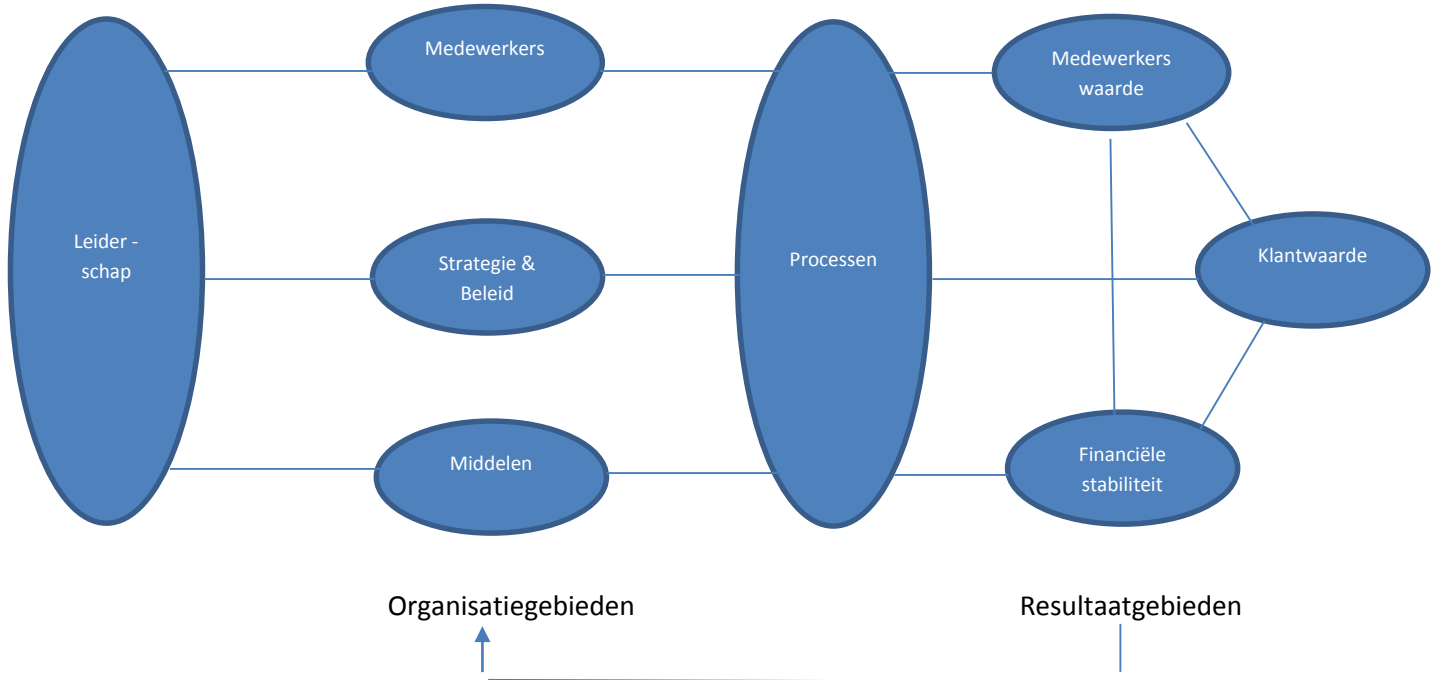 Leider -
schap
Medewerkers
Strategie &
Beleid
Middelen
Processen
Medewerkers
waarde
Klantwaarde
Financiële
stabiliteit
Organisatiegebieden
Resultaatgebieden